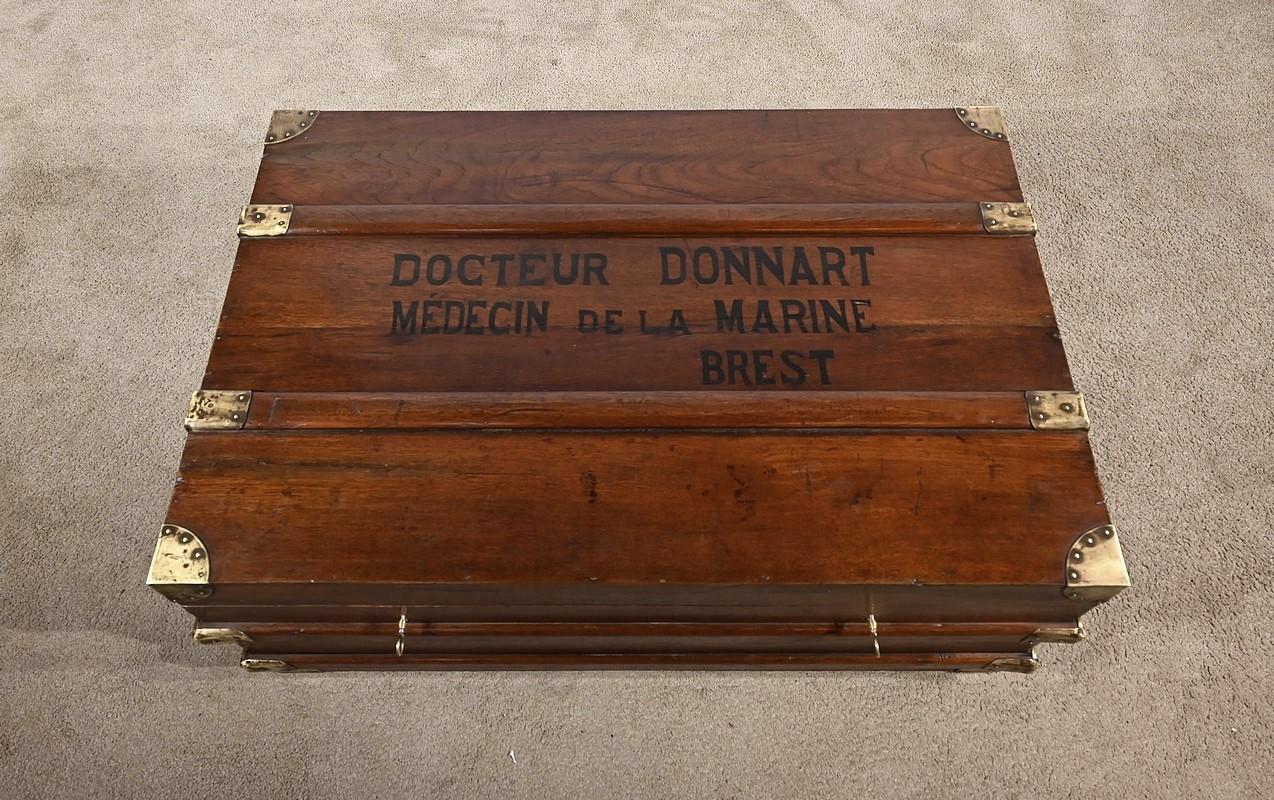 DOCTEUR DONNART
MÉDECIN DE LA MARINE
BREST